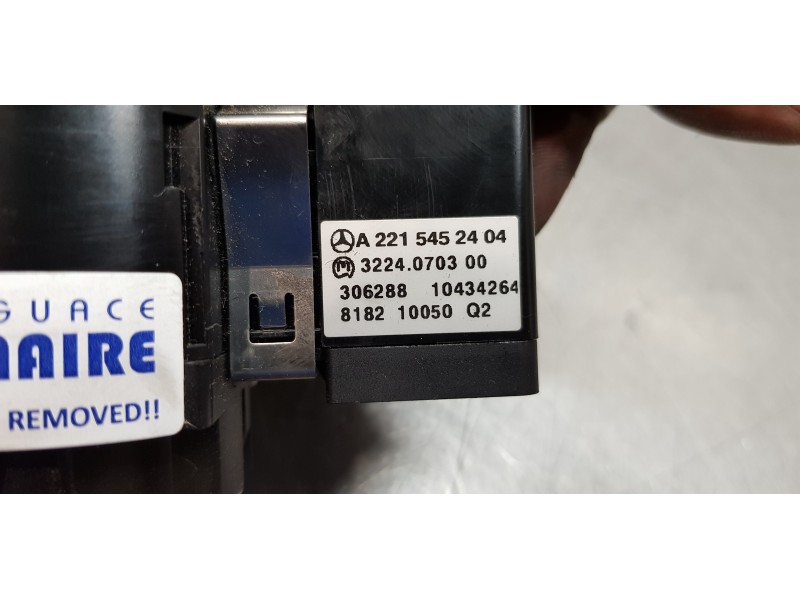 A 221 545 24 04
3224.0703 00
306288 10434264
8182 10050 Q2
GUACE
AIRE
REMOVED!!